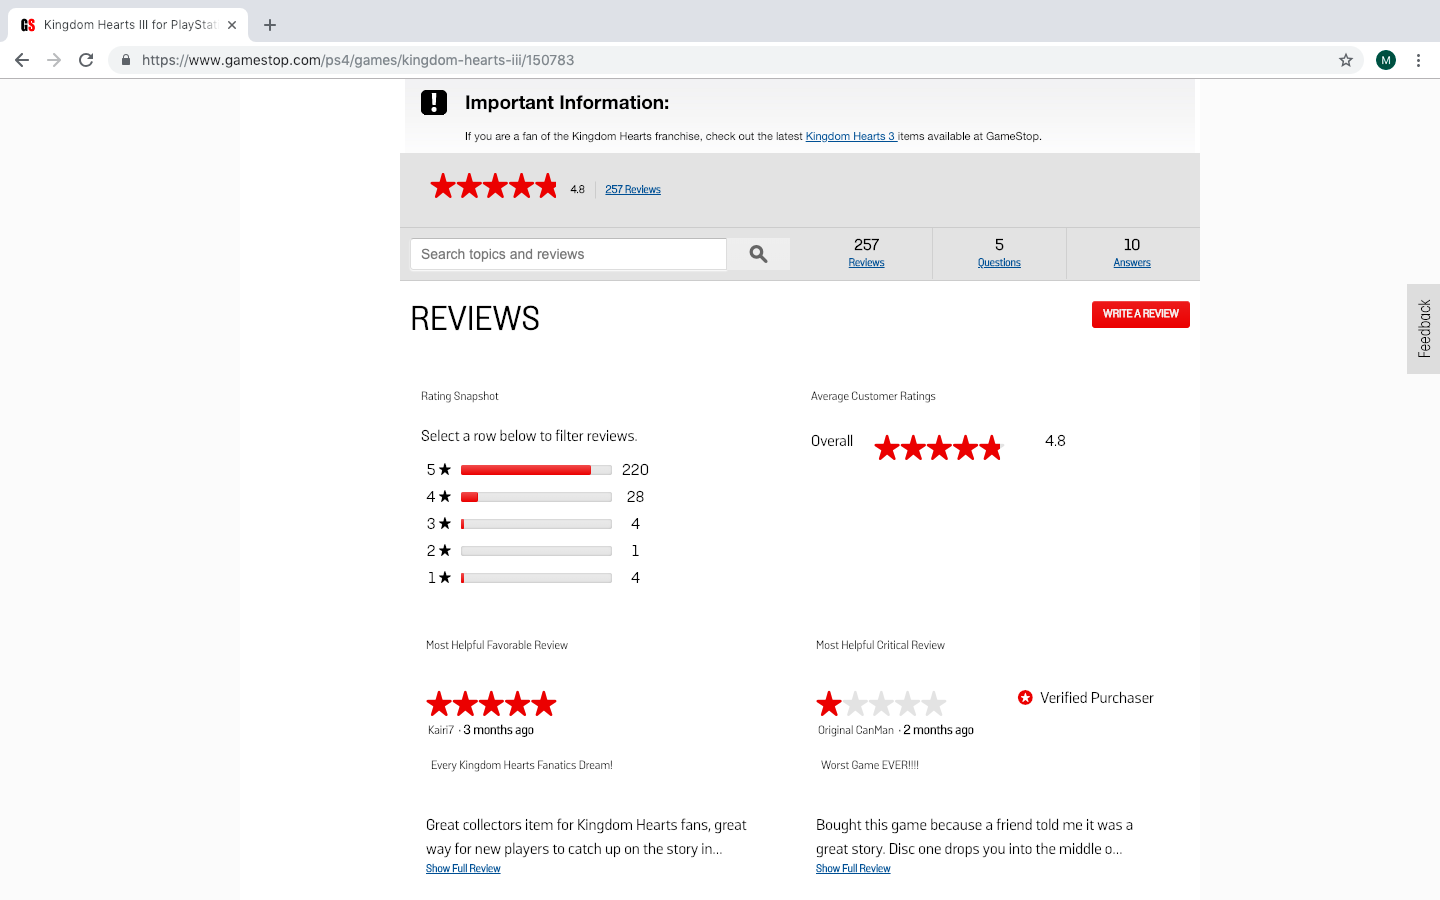 GS Kingdom Hearts III for PlayStat
https://www.gamestop.com/ps4/games/kingdom-hearts-iii/150783
M
Important Information:
If you are a fan of the Kingdom Hearts franchise, check out the latest Kingdom Hearts 3 items available at GameStop.
4.8 257 Reviews
Search topics and reviews
257 Reviews
5 Questions
10 Answers
Feedback
REVIEWS
WRITE A REVIEW
Rating Snapshot
Select a row below to filter reviews.
5★ 220
4★ 28
3★ 4
2★ 1
1★ 4
Average Customer Ratings
Overall 4.8
Most Helpful Favorable Review
Kairi7 · 3 months ago
Every Kingdom Hearts Fanatics Dream!
Great collectors item for Kingdom Hearts fans, great
way for new players to catch up on the story in...
Show Full Review
Most Helpful Critical Review
Verified Purchaser
Original CanMan · 2 months ago
Worst Game EVER!!!!
Bought this game because a friend told me it was a
great story. Disc one drops you into the middle o...
Show Full Review